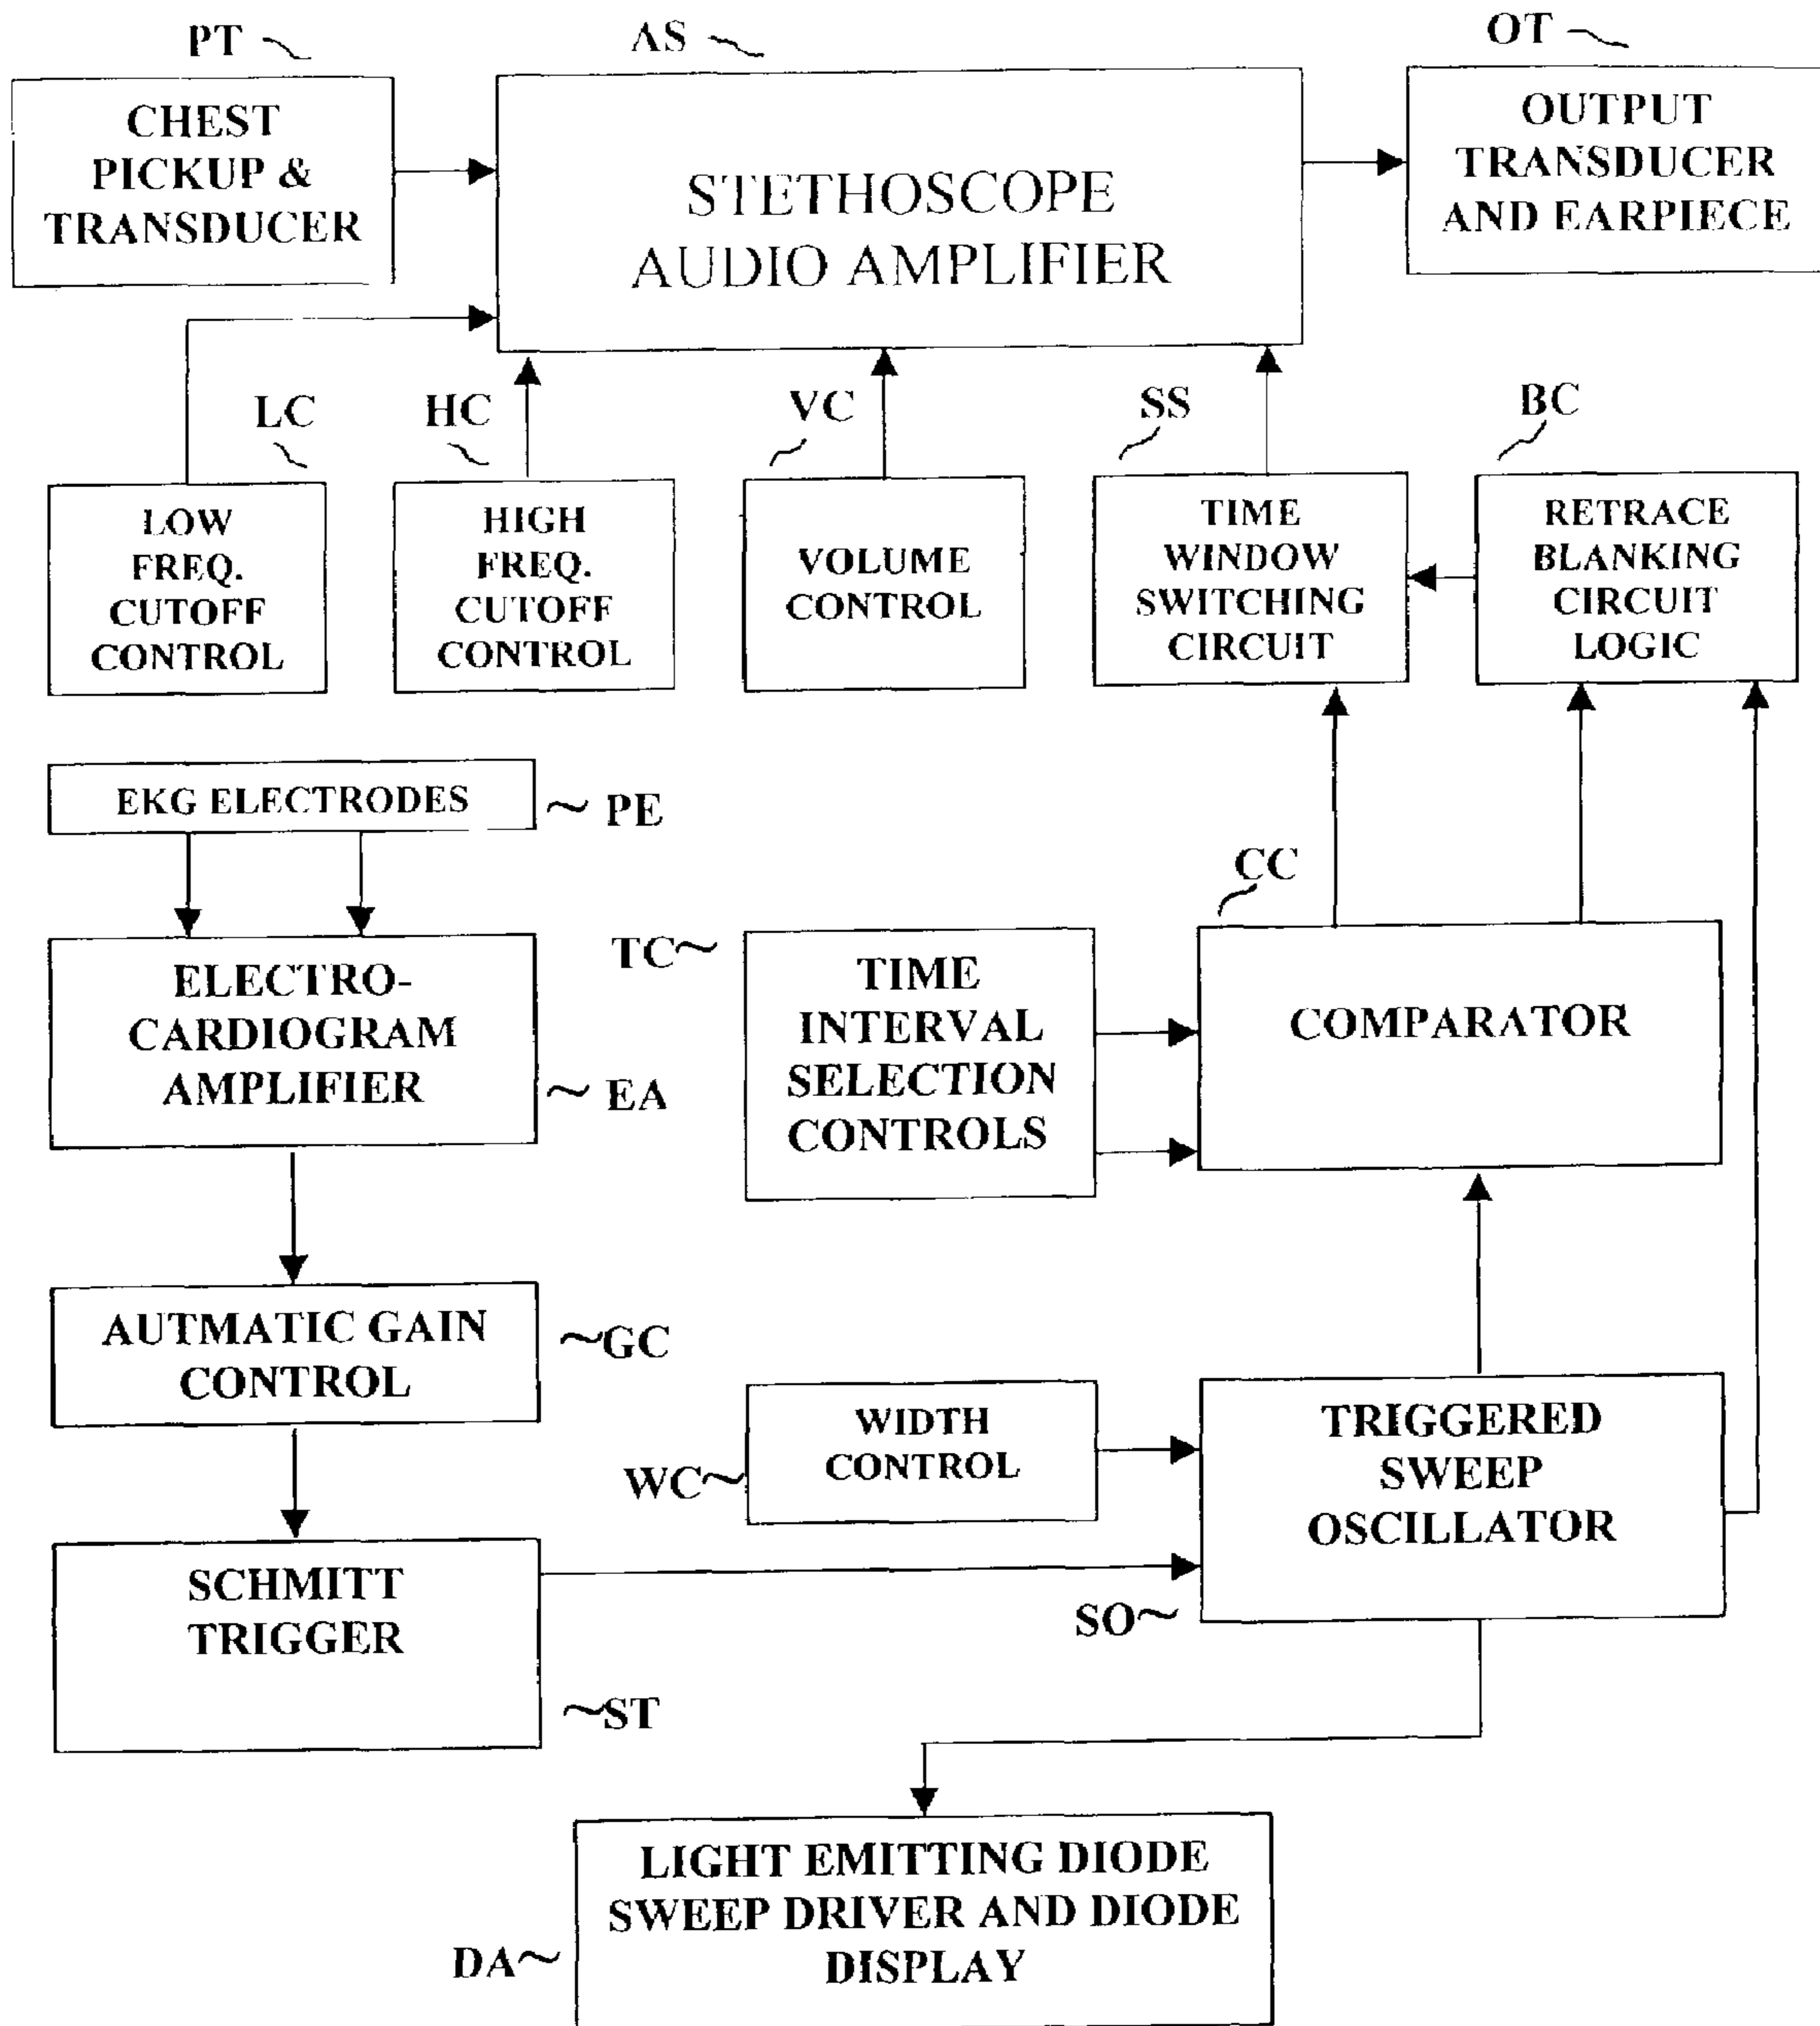 PT
AS
OT
CHEST
PICKUP &
TRANSDUCER
STETHOSCOPE
AUDIO AMPLIFIER
OUTPUT
TRANSDUCER
AND EARPIECE
LC
HC
VC
SS
BC
LOW
FREQ.
CUTOFF
CONTROL
HIGH
FREQ.
CUTOFF
CONTROL
VOLUME
CONTROL
TIME
WINDOW
SWITCHING
CIRCUIT
RETRACE
BLANKING
CIRCUIT
LOGIC
EKG ELECTRODES
PE
CC
ELECTRO-
CARDIOGRAM
AMPLIFIER
EA
TC
TIME
INTERVAL
SELECTION
CONTROLS
COMPARATOR
AUTMATIC GAIN
CONTROL
GC
WIDTH
CONTROL
WC
TRIGGERED
SWEEP
OSCILLATOR
SO
SCHMITT
TRIGGER
ST
LIGHT EMITTING DIODE
SWEEP DRIVER AND DIODE
DISPLAY
DA